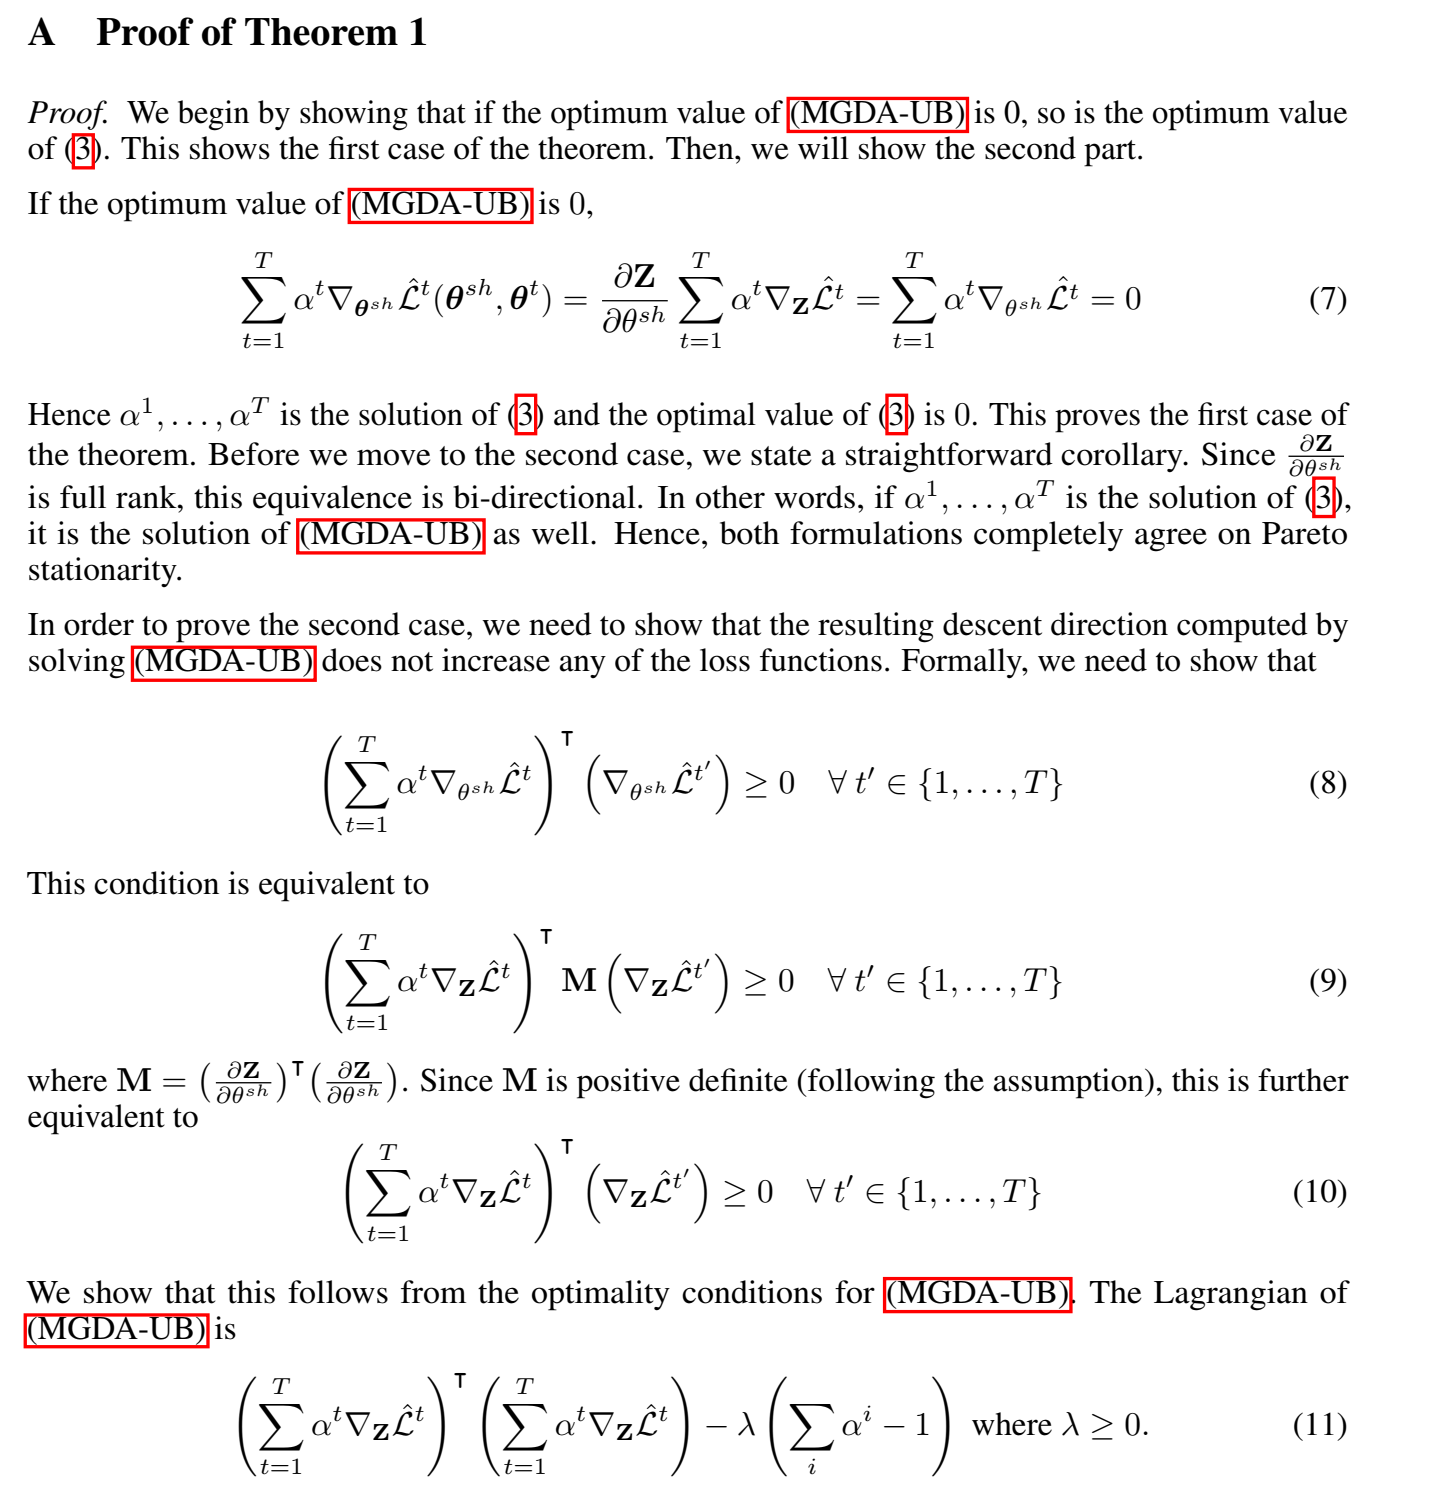 A Proof of Theorem 1
Proof. We begin by showing that if the optimum value of (MGDA-UB) is 0, so is the optimum value
of (3). This shows the first case of the theorem. Then, we will show the second part.
If the optimum value of (MGDA-UB) is 0,
$$\sum_{t=1}^{T} \alpha^t \nabla_{\boldsymbol{\theta}^{sh}} \hat{\mathcal{L}}^t(\boldsymbol{\theta}^{sh}, \boldsymbol{\theta}^t) = \frac{\partial \mathbf{Z}}{\partial \theta^{sh}} \sum_{t=1}^{T} \alpha^t \nabla_{\mathbf{Z}} \hat{\mathcal{L}}^t = \sum_{t=1}^{T} \alpha^t \nabla_{\theta^{sh}} \hat{\mathcal{L}}^t = 0 \quad (7)$$
Hence $\alpha^1, \ldots, \alpha^T$ is the solution of (3) and the optimal value of (3) is 0. This proves the first case of
the theorem. Before we move to the second case, we state a straightforward corollary. Since $\frac{\partial \mathbf{Z}}{\partial \theta^{sh}}$
is full rank, this equivalence is bi-directional. In other words, if $\alpha^1, \ldots, \alpha^T$ is the solution of (3),
it is the solution of (MGDA-UB) as well. Hence, both formulations completely agree on Pareto
stationarity.
In order to prove the second case, we need to show that the resulting descent direction computed by
solving (MGDA-UB) does not increase any of the loss functions. Formally, we need to show that
$$\left( \sum_{t=1}^{T} \alpha^t \nabla_{\theta^{sh}} \hat{\mathcal{L}}^t \right)^\intercal \left( \nabla_{\theta^{sh}} \hat{\mathcal{L}}^{t'} \right) \geq 0 \quad \forall\, t' \in \{1, \ldots, T\} \quad (8)$$
This condition is equivalent to
$$\left( \sum_{t=1}^{T} \alpha^t \nabla_{\mathbf{Z}} \hat{\mathcal{L}}^t \right)^\intercal \mathbf{M} \left( \nabla_{\mathbf{Z}} \hat{\mathcal{L}}^{t'} \right) \geq 0 \quad \forall\, t' \in \{1, \ldots, T\} \quad (9)$$
where $\mathbf{M} = \left( \frac{\partial \mathbf{Z}}{\partial \theta^{sh}} \right)^\intercal \left( \frac{\partial \mathbf{Z}}{\partial \theta^{sh}} \right)$. Since $\mathbf{M}$ is positive definite (following the assumption), this is further
equivalent to
$$\left( \sum_{t=1}^{T} \alpha^t \nabla_{\mathbf{Z}} \hat{\mathcal{L}}^t \right)^\intercal \left( \nabla_{\mathbf{Z}} \hat{\mathcal{L}}^{t'} \right) \geq 0 \quad \forall\, t' \in \{1, \ldots, T\} \quad (10)$$
We show that this follows from the optimality conditions for (MGDA-UB). The Lagrangian of
(MGDA-UB) is
$$\left( \sum_{t=1}^{T} \alpha^t \nabla_{\mathbf{Z}} \hat{\mathcal{L}}^t \right)^\intercal \left( \sum_{t=1}^{T} \alpha^t \nabla_{\mathbf{Z}} \hat{\mathcal{L}}^t \right) - \lambda \left( \sum_{i} \alpha^i - 1 \right) \text{ where } \lambda \geq 0. \quad (11)$$